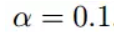 α = 0.1.